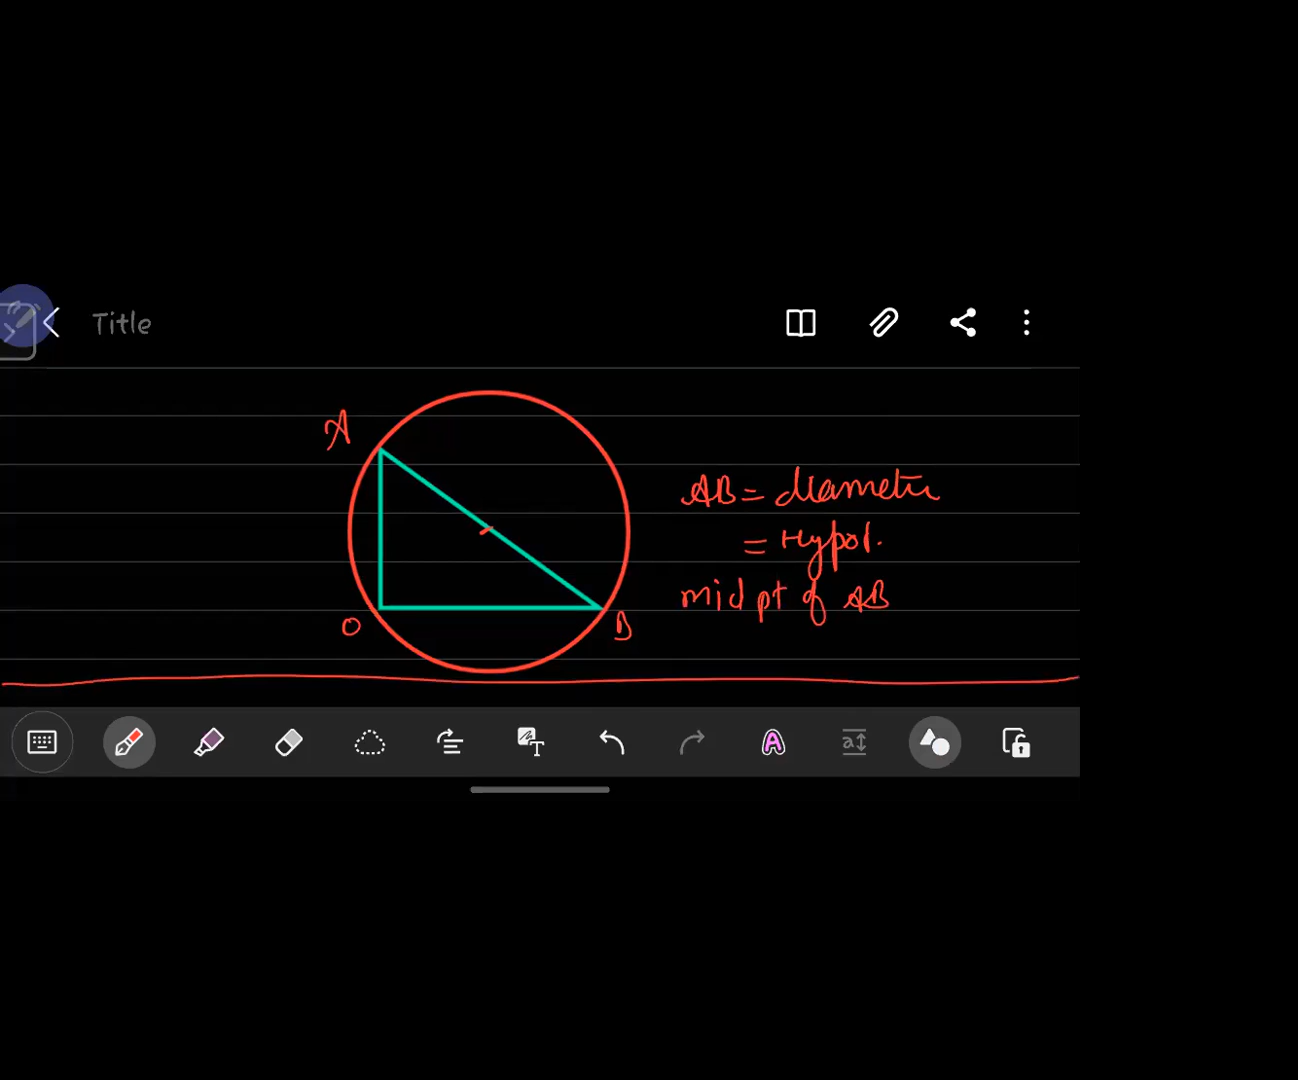 Title
A
AB = diameter
= Hypot.
mid pt of AB
O
B